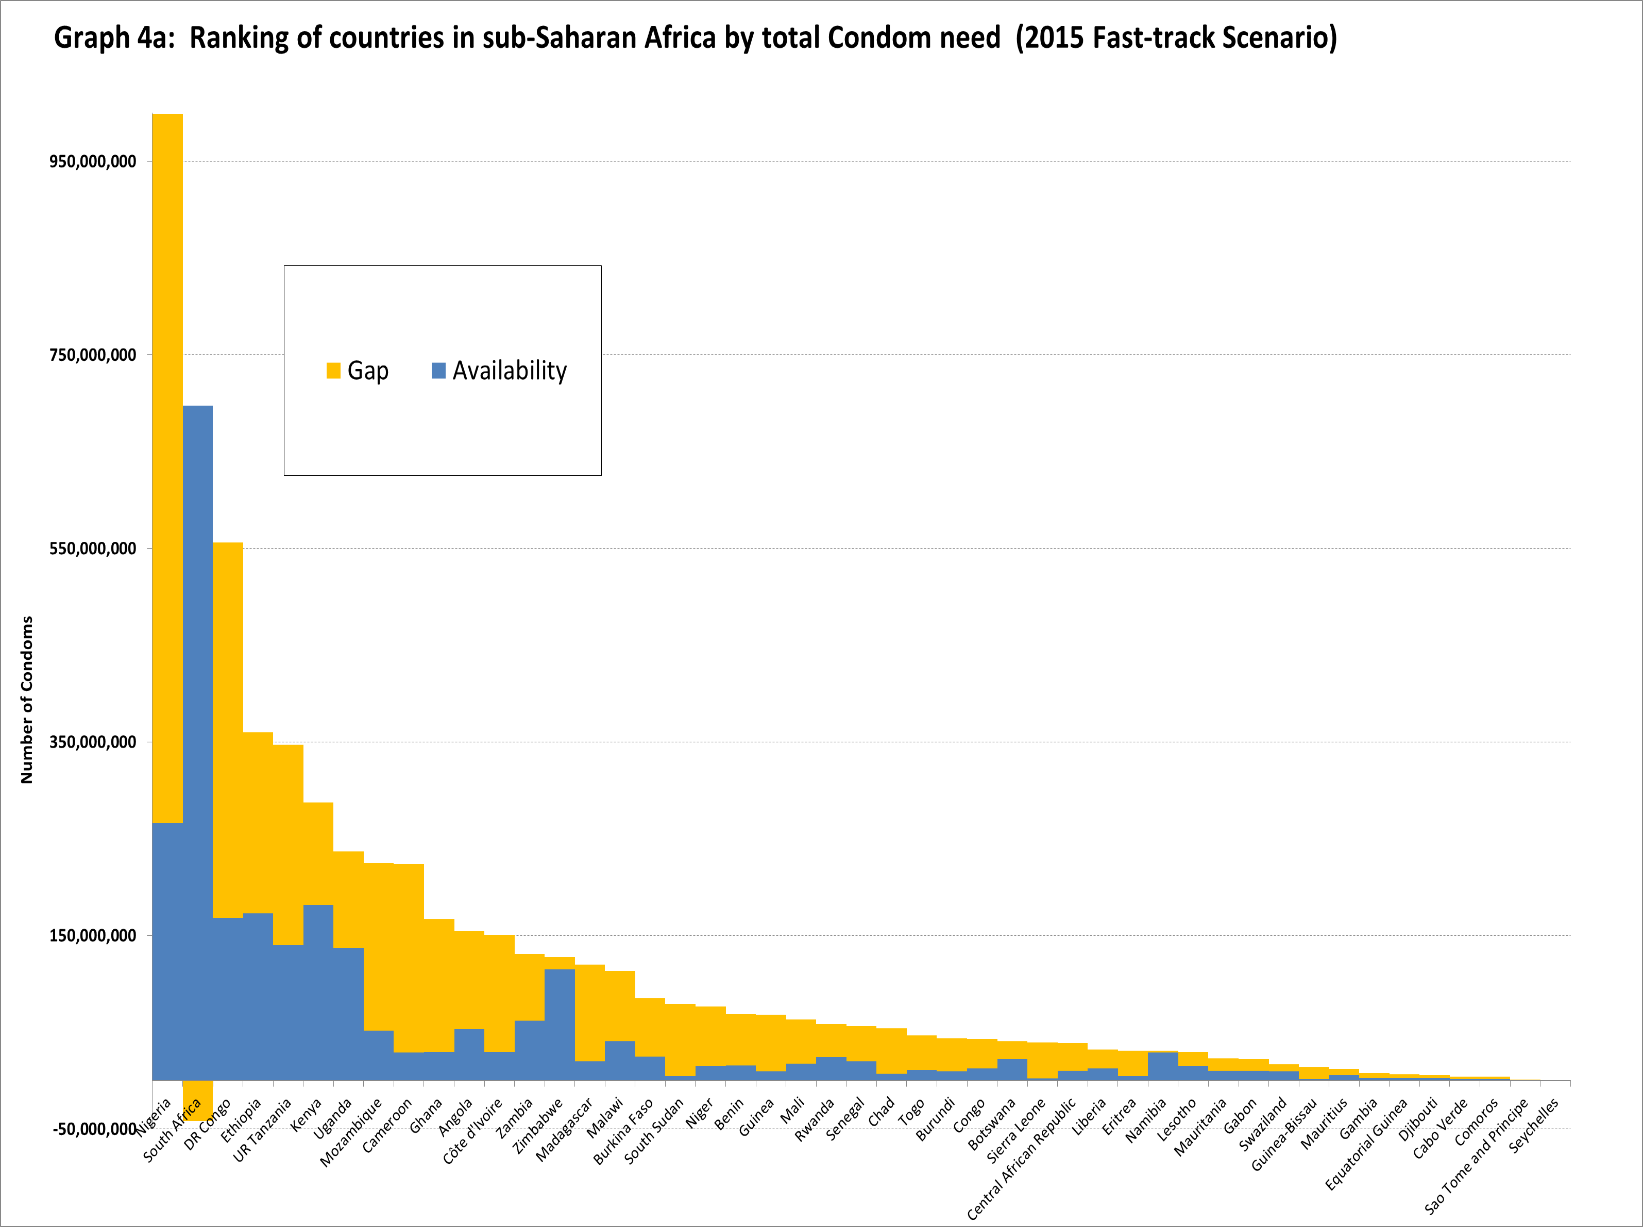 Graph 4a:  Ranking of countries in sub-Saharan Africa by total Condom need  (2015 Fast-track Scenario)
950,000,000
750,000,000
550,000,000
350,000,000
150,000,000
-50,000,000
Number of Condoms
Gap
Availability
Nigeria
South Africa
DR Congo
Ethiopia
UR Tanzania
Kenya
Uganda
Mozambique
Cameroon
Ghana
Angola
Côte d'Ivoire
Zambia
Zimbabwe
Madagascar
Malawi
Burkina Faso
South Sudan
Niger
Benin
Guinea
Mali
Rwanda
Senegal
Chad
Togo
Burundi
Congo
Botswana
Sierra Leone
Central African Republic
Liberia
Eritrea
Namibia
Lesotho
Mauritania
Gabon
Swaziland
Guinea-Bissau
Mauritius
Gambia
Equatorial Guinea
Djibouti
Cabo Verde
Comoros
Sao Tome and Principe
Seychelles